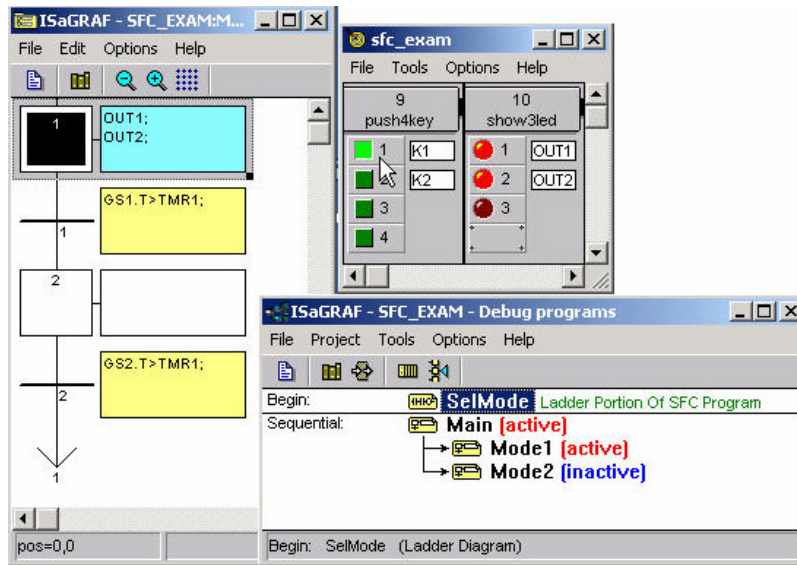 ISaGRAF - SFC_EXAM:M...
File Edit Options Help
1
OUT1;
OUT2;
GS1.T>TMR1;
1
2
GS2.T>TMR1;
2
1
pos=0,0
sfc_exam
File Tools Options Help
9
push4key
10
show3led
1 K1
K2
3
4
1 OUT1
2 OUT2
3
ISaGRAF - SFC_EXAM - Debug programs
File Project Tools Options Help
Begin: SelMode Ladder Portion Of SFC Program
Sequential: Main (active)
Mode1 (active)
Mode2 (inactive)
Begin: SelMode (Ladder Diagram)